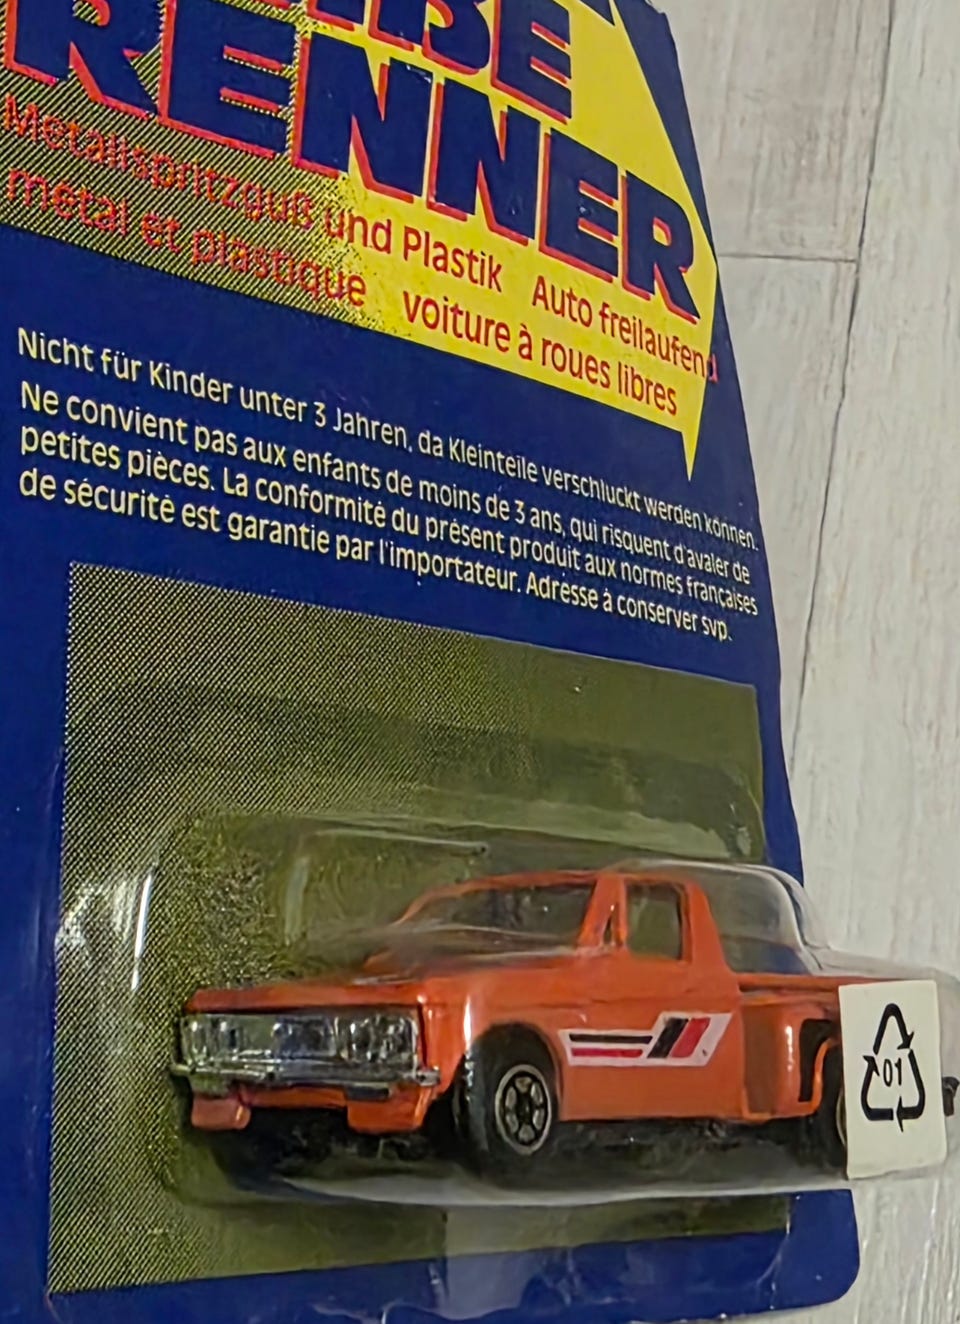 RENNER
Metallspritzguß und Plastik Auto freilaufend
métal et plastique voiture à roues libres
Nicht für Kinder unter 3 Jahren, da Kleinteile verschluckt werden können.
Ne convient pas aux enfants de moins de 3 ans, qui risquent d'avaler de
petites pièces. La conformité du présent produit aux normes françaises
de sécurité est garantie par l'importateur. Adresse à conserver svp.
01